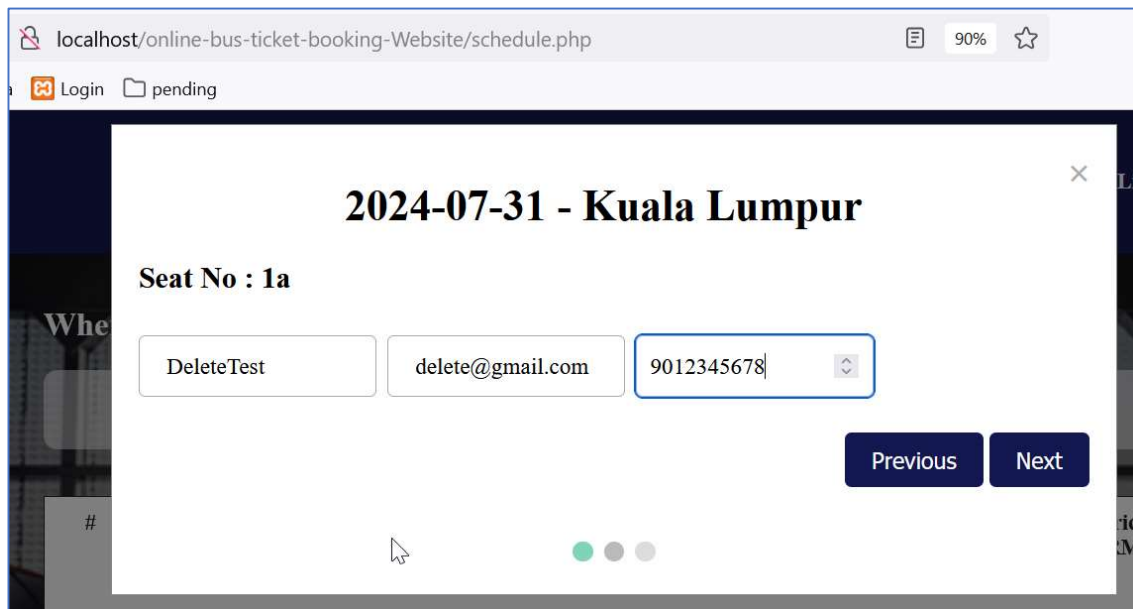 localhost/online-bus-ticket-booking-Website/schedule.php 90%
Login pending
2024-07-31 - Kuala Lumpur
Seat No : 1a
Whe
DeleteTest delete@gmail.com 9012345678
Previous Next
#